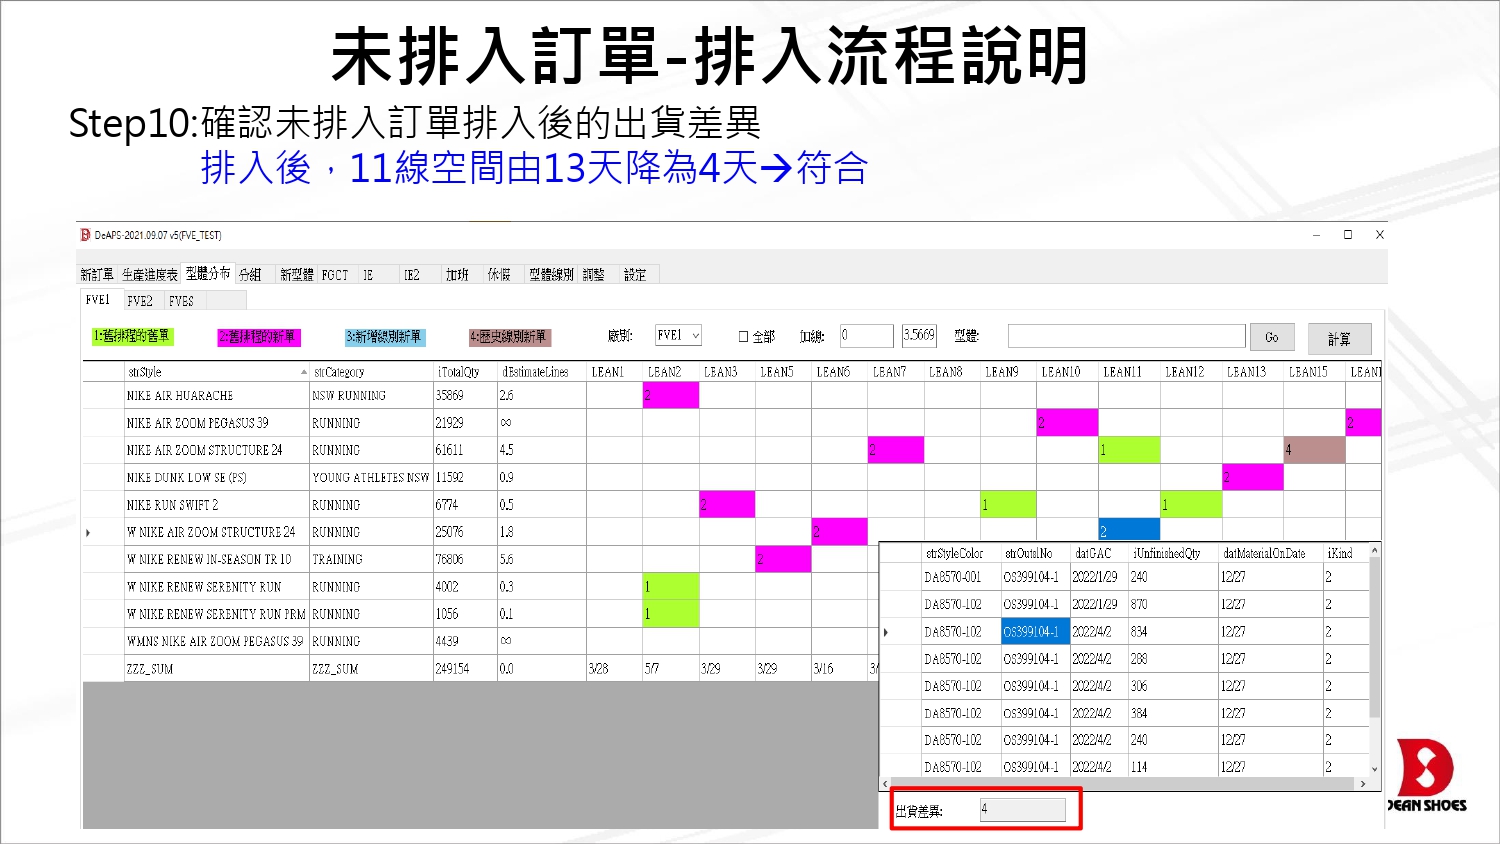 未排入訂單-排入流程說明
Step10:確認未排入訂單排入後的出貨差異
排入後，11線空間由13天降為4天→符合
DeAPS-2021.09.07 v5(FVE_TEST)
新訂單 生産進度表 型體分布 分組 新型體 FGCT IE IE2 加班 休假 型體線別 調整 設定
FVE1 FVE2 FVES
1:舊排程的舊單 2:舊排程的新單 3:新增線別新單 4:歷史線別新單 廠別: FVE1 全部 加總: 0 3.5669 型體: Go 計算
strStyle strCategory iTotalQty dEstimateLines LEAN1 LEAN2 LEAN3 LEAN5 LEAN6 LEAN7 LEAN8 LEAN9 LEAN10 LEAN11 LEAN12 LEAN13 LEAN15 LEAN1
NIKE AIR HUARACHE NSW RUNNING 35869 2.6 2
NIKE AIR ZOOM PEGASUS 39 RUNNING 21929 ∞ 2 2
NIKE AIR ZOOM STRUCTURE 24 RUNNING 61611 4.5 2 1 4
NIKE DUNK LOW SE (PS) YOUNG ATHLETES NSW 11592 0.9 2
NIKE RUN SWIFT 2 RUNNING 6774 0.5 2 1 1
W NIKE AIR ZOOM STRUCTURE 24 RUNNING 25076 1.8 2 2
W NIKE RENEW IN-SEASON TR 10 TRAINING 76806 5.6 2
W NIKE RENEW SERENITY RUN RUNNING 4002 0.3 1
W NIKE RENEW SERENITY RUN PRM RUNNING 1056 0.1 1
WMNS NIKE AIR ZOOM PEGASUS 39 RUNNING 4439 ∞
ZZZ_SUM ZZZ_SUM 249154 0.0 3/28 5/7 3/29 3/29 3/16 3/
strStyleColor strOutslNo datGAC iUnfinishedQty datMaterialOnDate iKind
DA8570-001 OS399104-1 2022/1/29 240 12/27 2
DA8570-102 OS399104-1 2022/1/29 870 12/27 2
DA8570-102 OS399104-1 2022/4/2 834 12/27 2
DA8570-102 OS399104-1 2022/4/2 288 12/27 2
DA8570-102 OS399104-1 2022/4/2 306 12/27 2
DA8570-102 OS399104-1 2022/4/2 384 12/27 2
DA8570-102 OS399104-1 2022/4/2 240 12/27 2
DA8570-102 OS399104-1 2022/4/2 114 12/27 2
出貨差異: 4
DEAN SHOES